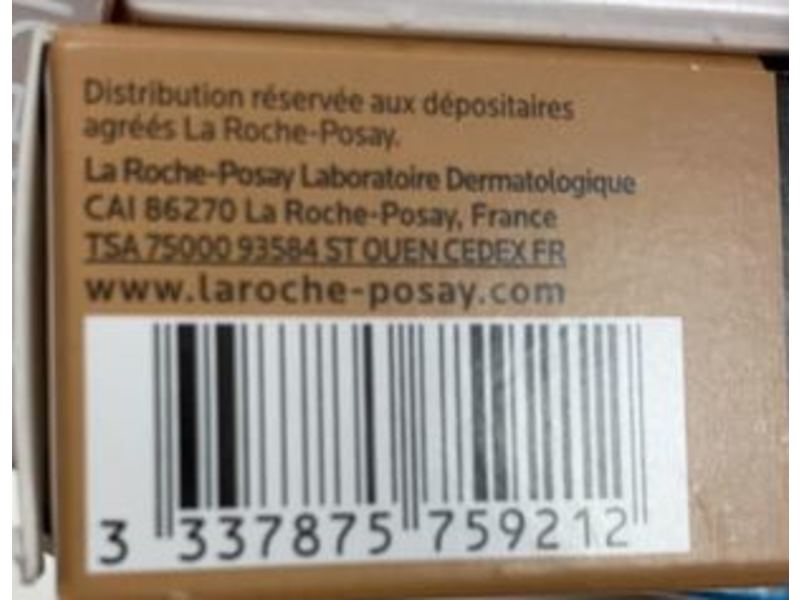 Distribution réservée aux dépositaires
agréés La Roche-Posay.
La Roche-Posay Laboratoire Dermatologique
CAI 86270 La Roche-Posay, France
TSA 75000 93584 ST OUEN CEDEX FR
www.laroche-posay.com
3 337875 759212